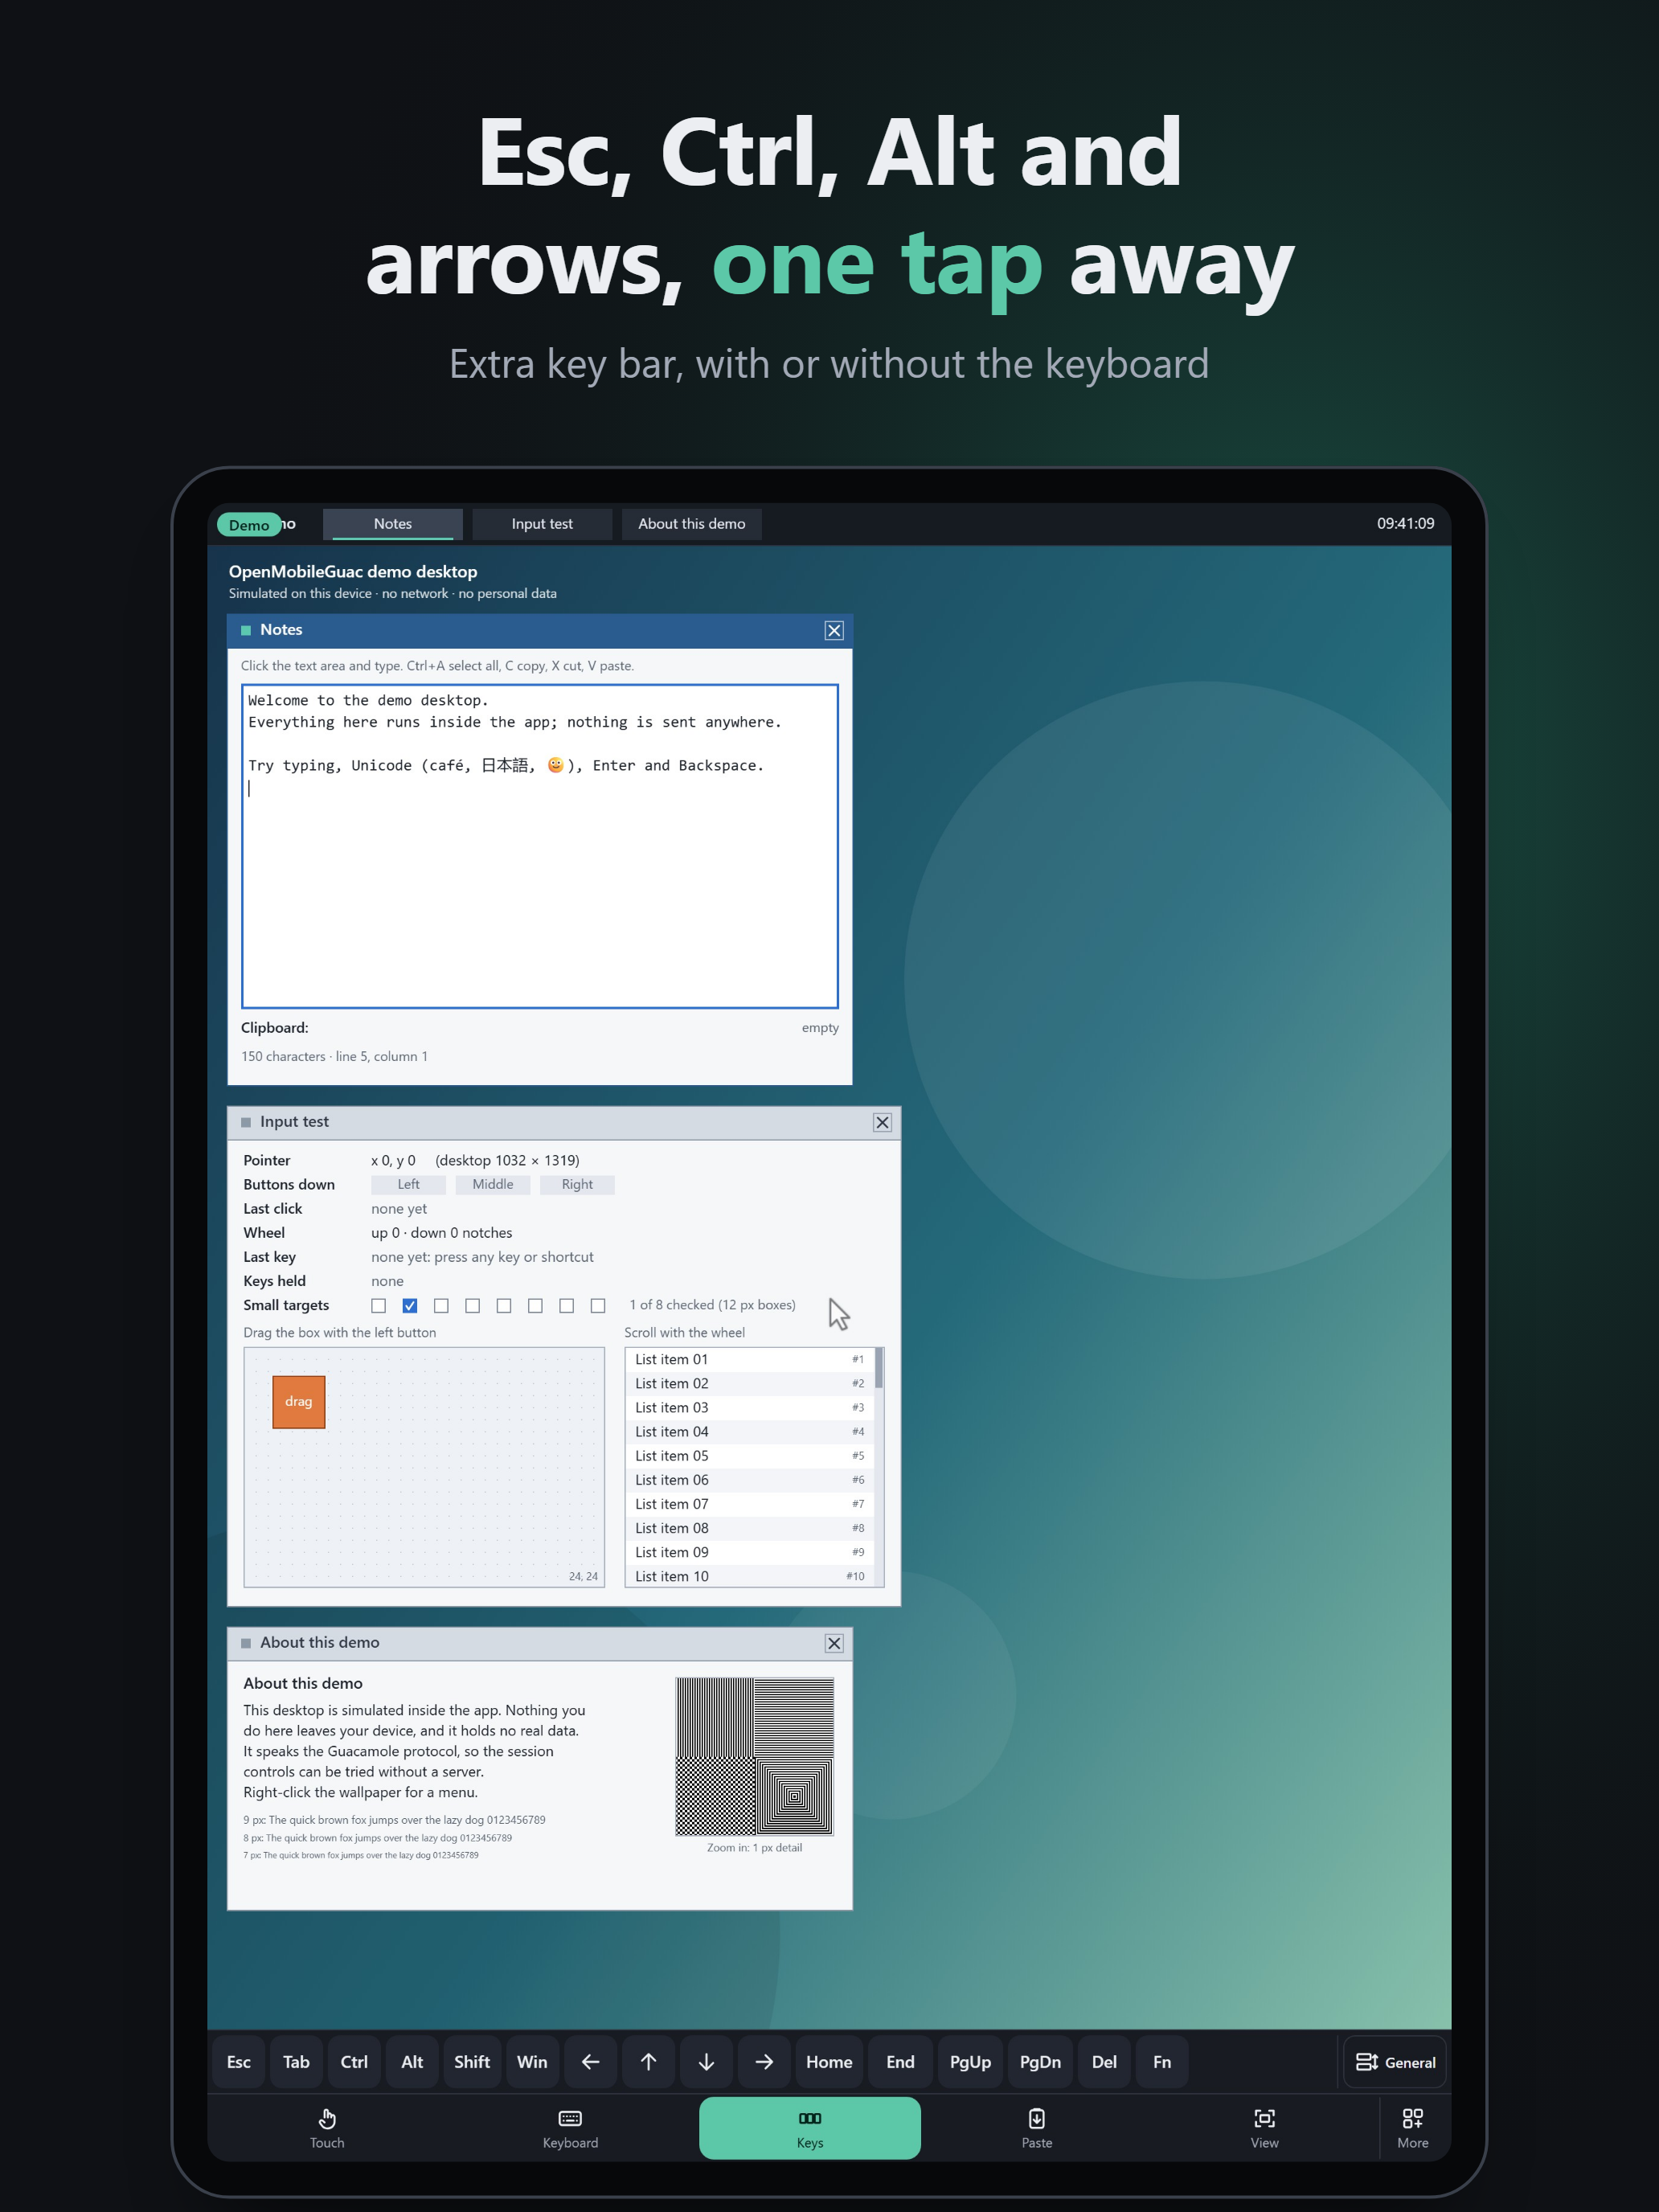 Esc, Ctrl, Alt and
arrows, one tap away
Extra key bar, with or without the keyboard
Demo
Notes
Input test
About this demo
09:41:09
OpenMobileGuac demo desktop
Simulated on this device · no network · no personal data
Notes
Click the text area and type. Ctrl+A select all, C copy, X cut, V paste.
Welcome to the demo desktop.
Everything here runs inside the app; nothing is sent anywhere.
Try typing, Unicode (café, 日本語, 😀), Enter and Backspace.
Clipboard: empty
150 characters · line 5, column 1
Input test
Pointer x 0, y 0 (desktop 1032 × 1319)
Buttons down Left Middle Right
Last click none yet
Wheel up 0 · down 0 notches
Last key none yet: press any key or shortcut
Keys held none
Small targets 1 of 8 checked (12 px boxes)
Drag the box with the left button
drag
24, 24
Scroll with the wheel
List item 01 #1
List item 02 #2
List item 03 #3
List item 04 #4
List item 05 #5
List item 06 #6
List item 07 #7
List item 08 #8
List item 09 #9
List item 10 #10
About this demo
About this demo
This desktop is simulated inside the app. Nothing you
do here leaves your device, and it holds no real data.
It speaks the Guacamole protocol, so the session
controls can be tried without a server.
Right-click the wallpaper for a menu.
9 px: The quick brown fox jumps over the lazy dog 0123456789
8 px: The quick brown fox jumps over the lazy dog 0123456789
7 px: The quick brown fox jumps over the lazy dog 0123456789
Zoom in: 1 px detail
Esc Tab Ctrl Alt Shift Win ← ↑ ↓ → Home End PgUp PgDn Del Fn General
Touch Keyboard Keys Paste View More